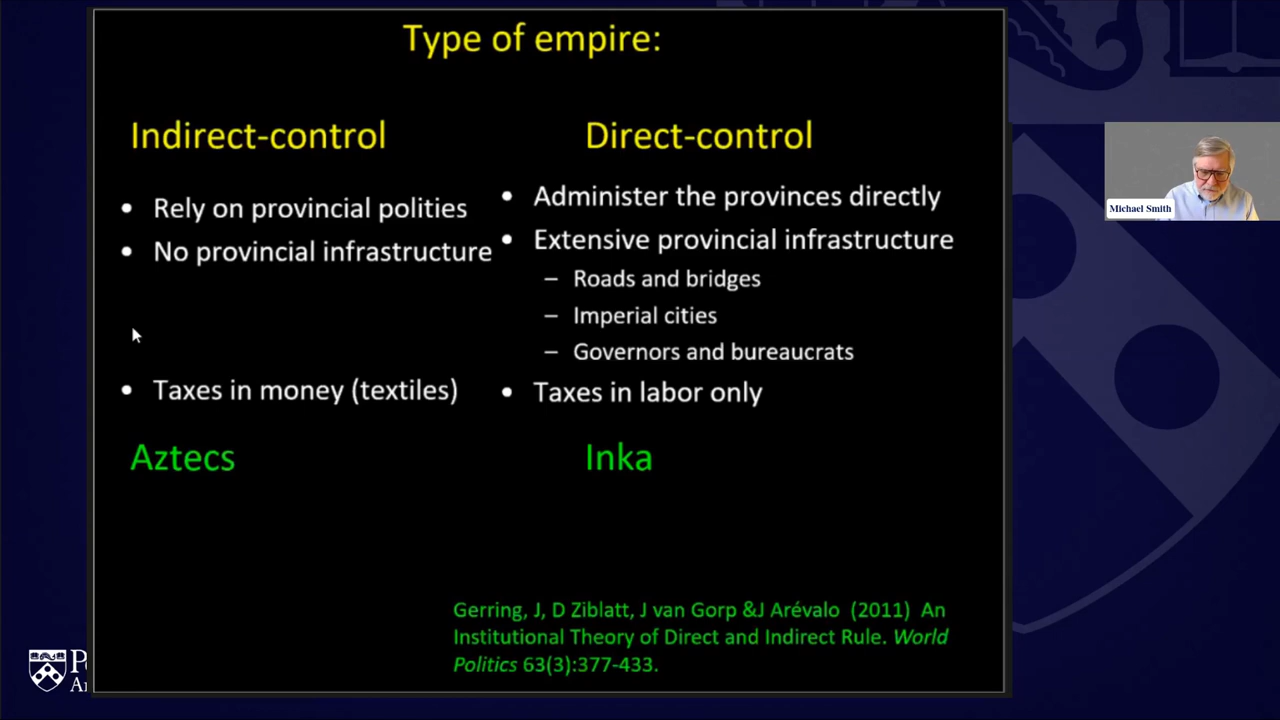 Type of empire:
Indirect-control
• Rely on provincial polities
• No provincial infrastructure
• Taxes in money (textiles)
Aztecs
Direct-control
• Administer the provinces directly
• Extensive provincial infrastructure
– Roads and bridges
– Imperial cities
– Governors and bureaucrats
• Taxes in labor only
Inka
Gerring, J, D Ziblatt, J van Gorp &J Arévalo (2011) An
Institutional Theory of Direct and Indirect Rule. World
Politics 63(3):377-433.
Michael Smith